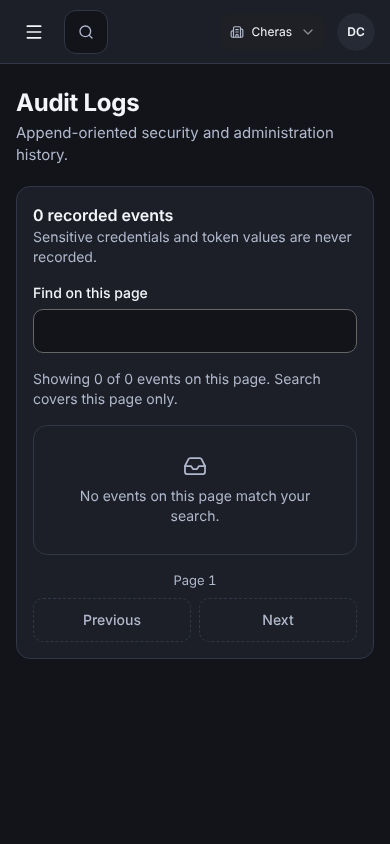 Cheras
DC
Audit Logs
Append-oriented security and administration
history.
0 recorded events
Sensitive credentials and token values are never
recorded.
Find on this page
Showing 0 of 0 events on this page. Search
covers this page only.
No events on this page match your
search.
Page 1
Previous
Next